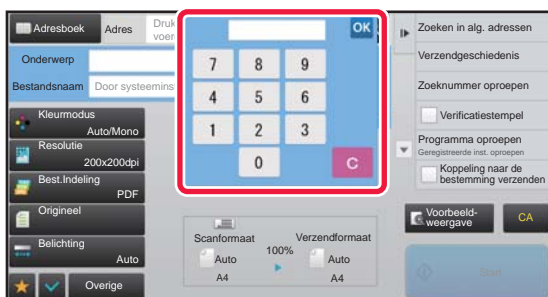 Adresboek
Adres
Druk
voer
Onderwerp
Bestandsnaam
Door systeemins
OK
7 8 9
4 5 6
1 2 3
0 C
Kleurmodus
Auto/Mono
Resolutie
200x200dpi
Best.Indeling
PDF
Origineel
Belichting
Auto
Overige
Scanformaat
Auto
A4
100%
Verzendformaat
Auto
A4
Zoeken in alg. adressen
Verzendgeschiedenis
Zoeknummer oproepen
Verificatiestempel
Programma oproepen
Geregistreerde inst. oproepen
Koppeling naar de
bestemming verzenden
Voorbeeld-
weergave
CA
Start